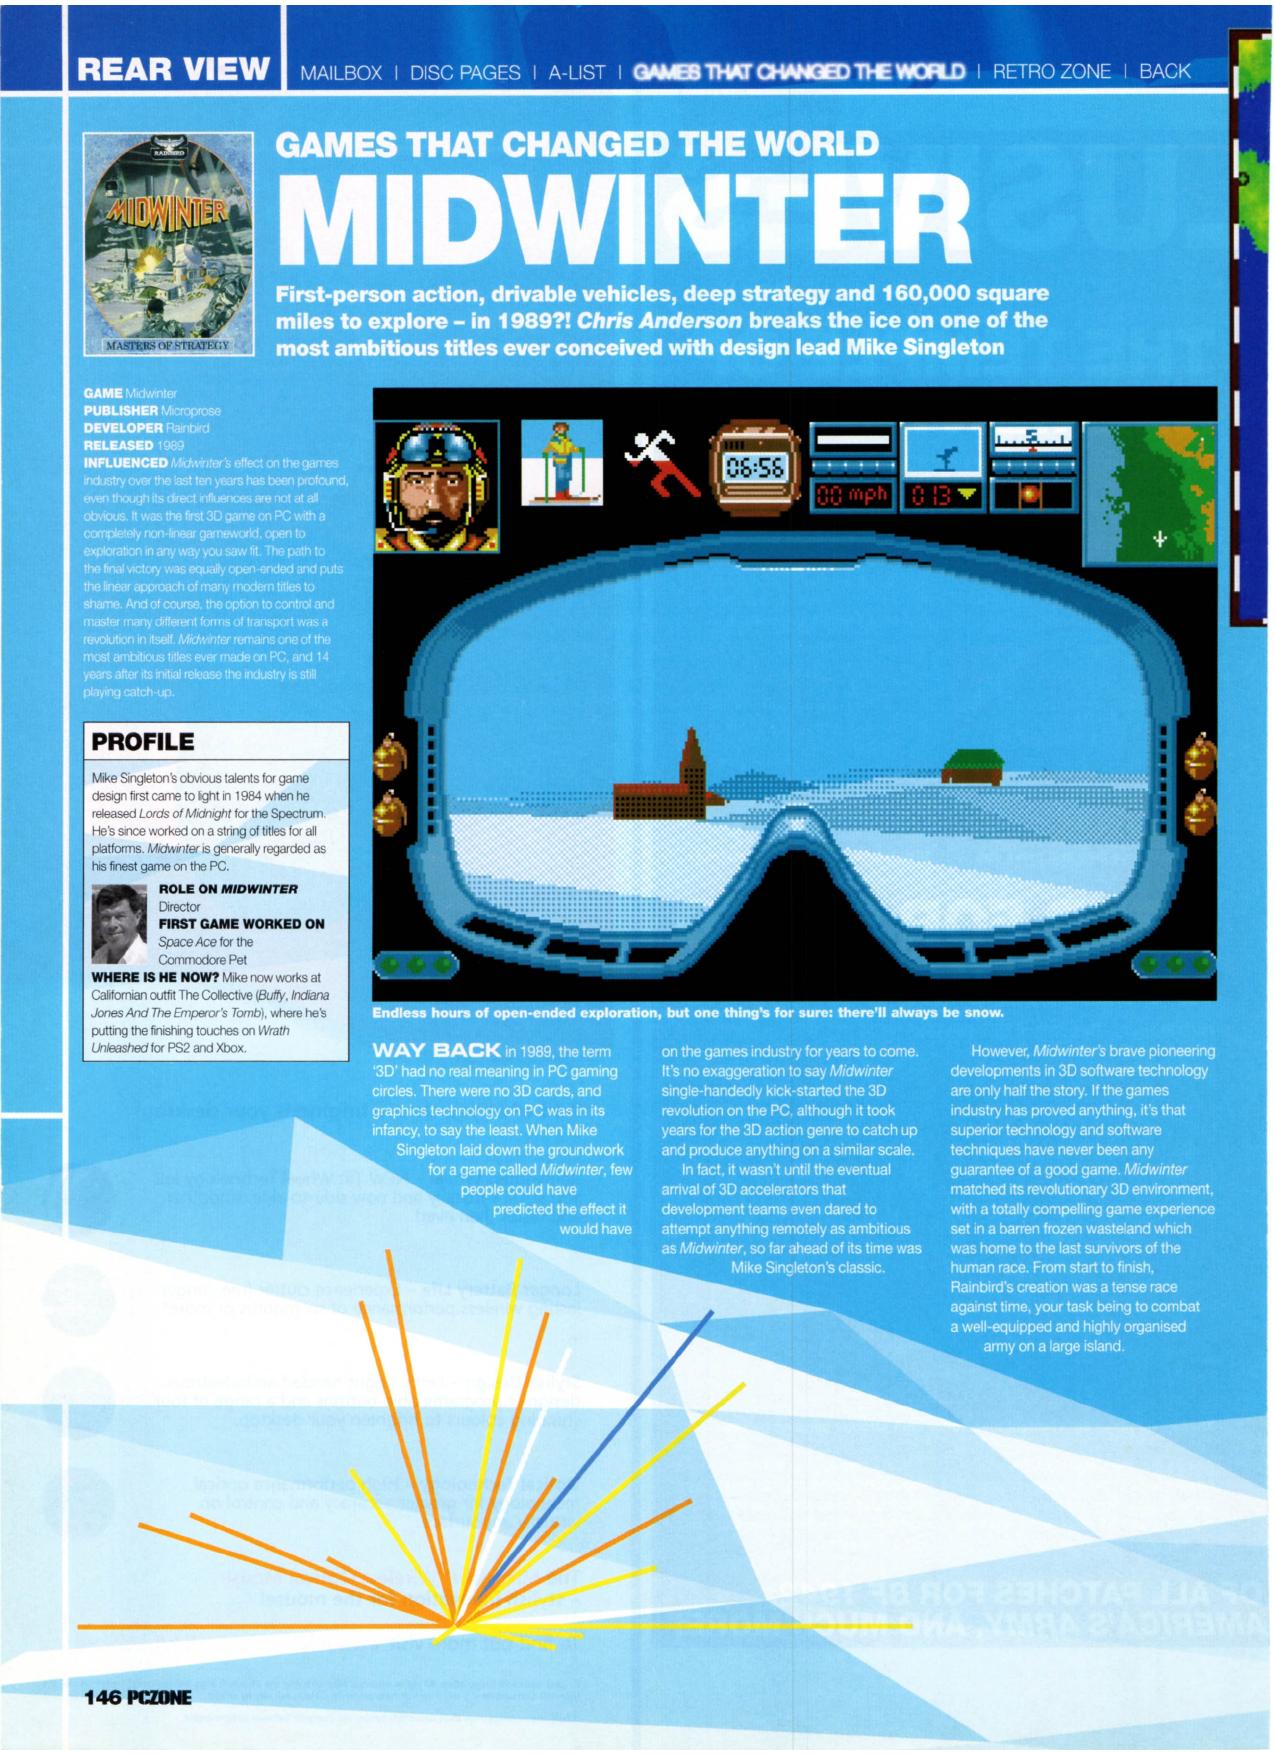 REAR VIEW
MAILBOX | DISC PAGES | A-LIST | GAMES THAT CHANGED THE WORLD | RETRO ZONE | BACK
RAINBIRD
MIDWINTER
MASTERS OF STRATEGY
GAMES THAT CHANGED THE WORLD
MIDWINTER
First-person action, drivable vehicles, deep strategy and 160,000 square
miles to explore – in 1989?! Chris Anderson breaks the ice on one of the
most ambitious titles ever conceived with design lead Mike Singleton
GAME Midwinter
PUBLISHER Microprose
DEVELOPER Rainbird
RELEASED 1989
INFLUENCED Midwinter's effect on the games
industry over the last ten years has been profound,
even though its direct influences are not at all
obvious. It was the first 3D game on PC with a
completely non-linear gameworld, open to
exploration in any way you saw fit. The path to
the final victory was equally open-ended and puts
the linear approach of many modern titles to
shame. And of course, the option to control and
master many different forms of transport was a
revolution in itself. Midwinter remains one of the
most ambitious titles ever made on PC, and 14
years after its initial release the industry is still
playing catch-up.
PROFILE
Mike Singleton's obvious talents for game
design first came to light in 1984 when he
released Lords of Midnight for the Spectrum.
He's since worked on a string of titles for all
platforms. Midwinter is generally regarded as
his finest game on the PC.
ROLE ON MIDWINTER
Director
FIRST GAME WORKED ON
Space Ace for the
Commodore Pet
WHERE IS HE NOW? Mike now works at
Californian outfit The Collective (Buffy, Indiana
Jones And The Emperor's Tomb), where he's
putting the finishing touches on Wrath
Unleashed for PS2 and Xbox.
06:56
00 mph
013
S
Endless hours of open-ended exploration, but one thing's for sure: there'll always be snow.
WAY BACK in 1989, the term
'3D' had no real meaning in PC gaming
circles. There were no 3D cards, and
graphics technology on PC was in its
infancy, to say the least. When Mike
Singleton laid down the groundwork
for a game called Midwinter, few
people could have
predicted the effect it
would have
on the games industry for years to come.
It's no exaggeration to say Midwinter
single-handedly kick-started the 3D
revolution on the PC, although it took
years for the 3D action genre to catch up
and produce anything on a similar scale.
In fact, it wasn't until the eventual
arrival of 3D accelerators that
development teams even dared to
attempt anything remotely as ambitious
as Midwinter, so far ahead of its time was
Mike Singleton's classic.
However, Midwinter's brave pioneering
developments in 3D software technology
are only half the story. If the games
industry has proved anything, it's that
superior technology and software
techniques have never been any
guarantee of a good game. Midwinter
matched its revolutionary 3D environment,
with a totally compelling game experience
set in a barren frozen wasteland which
was home to the last survivors of the
human race. From start to finish,
Rainbird's creation was a tense race
against time, your task being to combat
a well-equipped and highly organised
army on a large island.
146 PCZONE